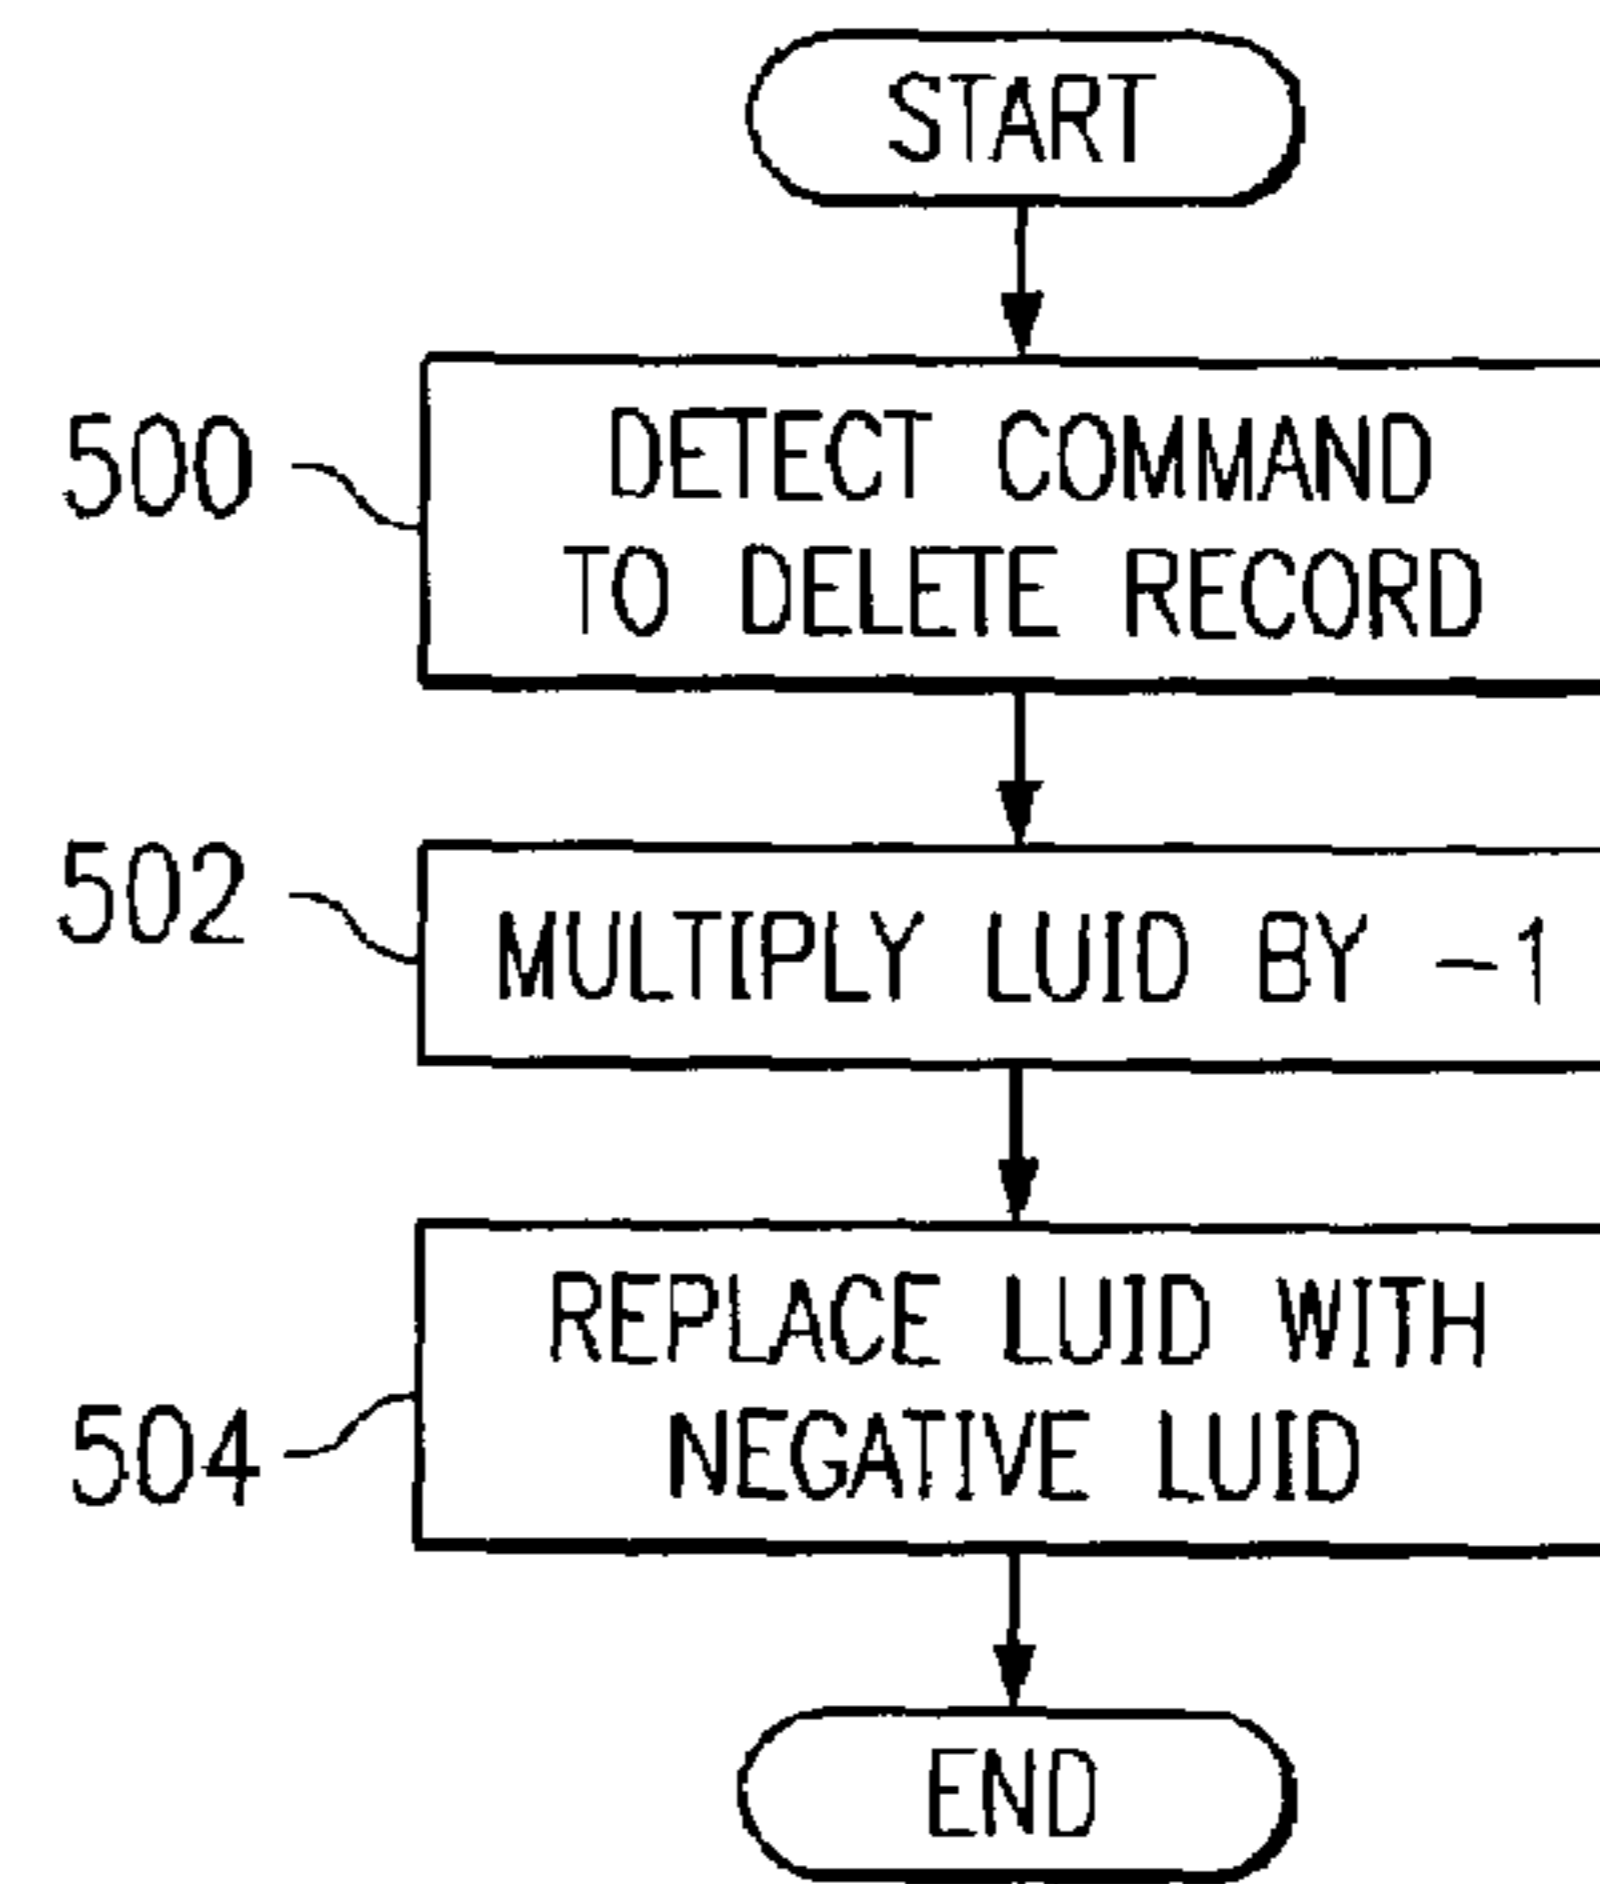 START
500
DETECT COMMAND
TO DELETE RECORD
502
MULTIPLY LUID BY -1
REPLACE LUID WITH
504
NEGATIVE LUID
END